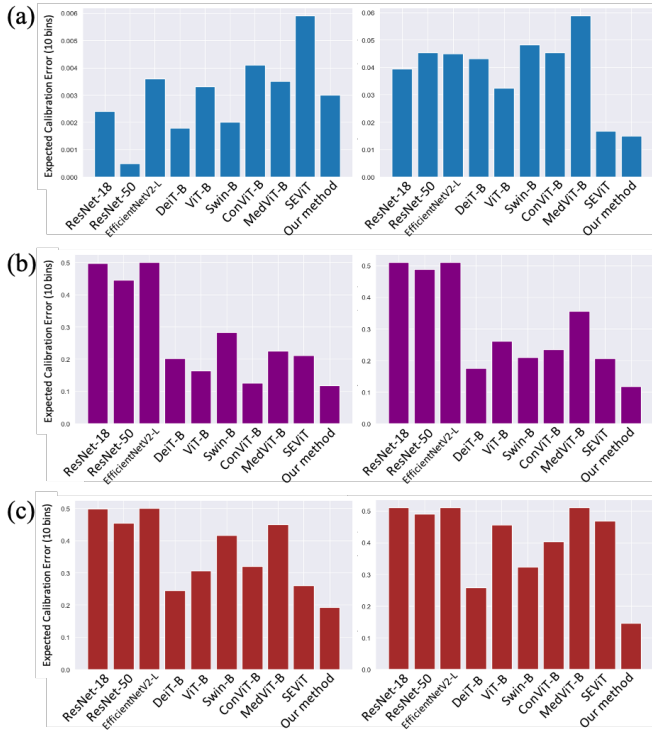 (a)
Expected Calibration Error (10 bins)
0.006
0.005
0.004
0.003
0.002
0.001
0.000
ResNet-18
ResNet-50
EfficientNetV2-L
DeiT-B
ViT-B
Swin-B
ConViT-B
MedViT-B
SEViT
Our method
0.06
0.05
0.04
0.03
0.02
0.01
0.00
ResNet-18
ResNet-50
EfficientNetV2-L
DeiT-B
ViT-B
Swin-B
ConViT-B
MedViT-B
SEViT
Our method
(b)
Expected Calibration Error (10 bins)
0.5
0.4
0.3
0.2
0.1
0.0
ResNet-18
ResNet-50
EfficientNetV2-L
DeiT-B
ViT-B
Swin-B
ConViT-B
MedViT-B
SEViT
Our method
0.5
0.4
0.3
0.2
0.1
0.0
ResNet-18
ResNet-50
EfficientNetV2-L
DeiT-B
ViT-B
Swin-B
ConViT-B
MedViT-B
SEViT
Our method
(c)
Expected Calibration Error (10 bins)
0.5
0.4
0.3
0.2
0.1
0.0
ResNet-18
ResNet-50
EfficientNetV2-L
DeiT-B
ViT-B
Swin-B
ConViT-B
MedViT-B
SEViT
Our method
0.5
0.4
0.3
0.2
0.1
0.0
ResNet-18
ResNet-50
EfficientNetV2-L
DeiT-B
ViT-B
Swin-B
ConViT-B
MedViT-B
SEViT
Our method